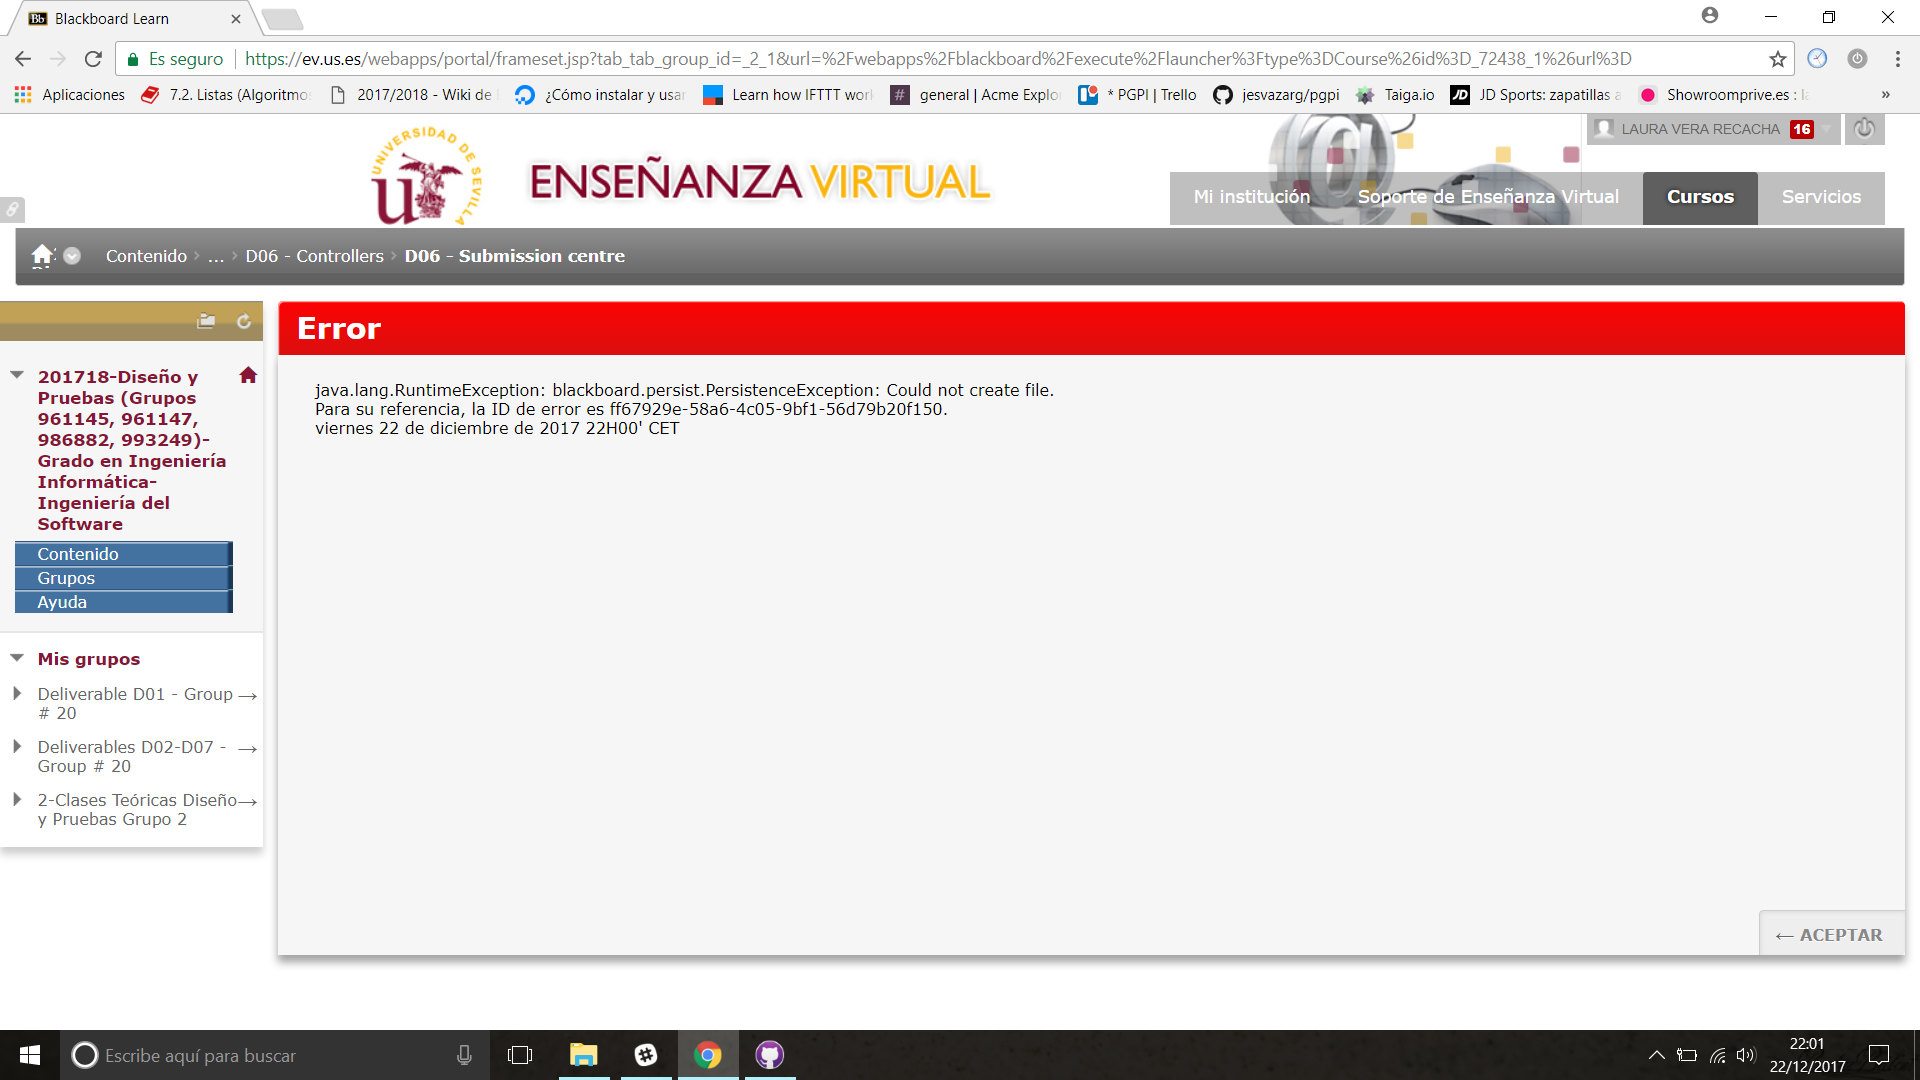 Blackboard Learn
Es seguro
https://ev.us.es/webapps/portal/frameset.jsp?tab_tab_group_id=_2_1&url=%2Fwebapps%2Fblackboard%2Fexecute%2Flauncher%3Ftype%3DCourse%26id%3D_72438_1%26url%3D
Aplicaciones
7.2. Listas (Algoritmo
2017/2018 - Wiki de
¿Cómo instalar y usar
Learn how IFTTT work
general | Acme Explo
* PGPI | Trello
jesvazarg/pgpi
Taiga.io
JD Sports: zapatillas a
Showroomprive.es : la
»
UNIVERSIDAD DE SEVILLA
ENSEÑANZA VIRTUAL
LAURA VERA RECACHA 16
Mi institución
Soporte de Enseñanza Virtual
Cursos
Servicios
Contenido › ... › D06 - Controllers › D06 - Submission centre
201718-Diseño y
Pruebas (Grupos
961145, 961147,
986882, 993249)-
Grado en Ingeniería
Informática-
Ingeniería del
Software
Contenido
Grupos
Ayuda
Mis grupos
Deliverable D01 - Group
# 20
Deliverables D02-D07 -
Group # 20
2-Clases Teóricas Diseño
y Pruebas Grupo 2
Error
java.lang.RuntimeException: blackboard.persist.PersistenceException: Could not create file.
Para su referencia, la ID de error es ff67929e-58a6-4c05-9bf1-56d79b20f150.
viernes 22 de diciembre de 2017 22H00' CET
← ACEPTAR
Escribe aquí para buscar
22:01
22/12/2017